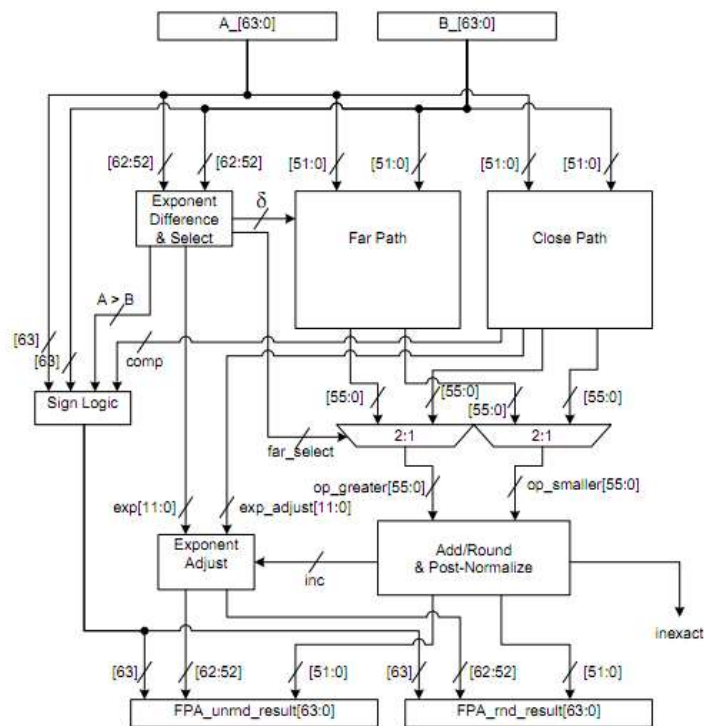 A_[63:0]
B_[63:0]
[62:52]
[62:52]
[51:0]
[51:0]
[51:0]
[51:0]
Exponent
Difference
& Select
δ
Far Path
Close Path
A > B
[63]
[63]
comp
Sign Logic
[55:0]
[55:0]
[55:0]
[55:0]
far_select
2:1
2:1
op_greater[55:0]
op_smaller[55:0]
exp[11:0]
exp_adjust[11:0]
Exponent
Adjust
inc
Add/Round
& Post-Normalize
inexact
[63]
[62:52]
[51:0]
[63]
[62:52]
[51:0]
FPA_unrnd_result[63:0]
FPA_rnd_result[63:0]